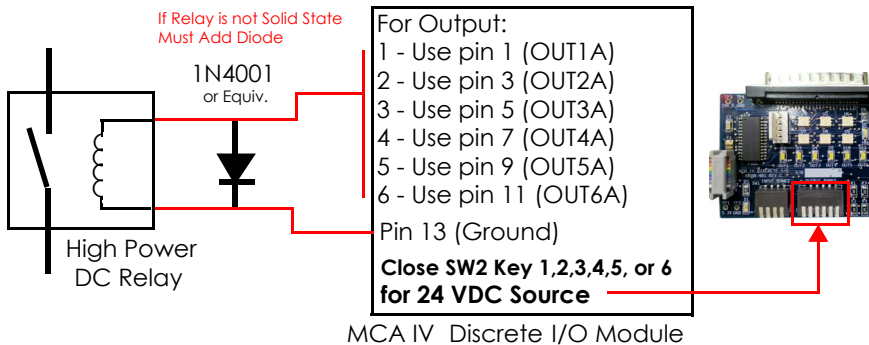 If Relay is not Solid State
Must Add Diode
1N4001
or Equiv.
High Power
DC Relay
For Output:
1 - Use pin 1 (OUT1A)
2 - Use pin 3 (OUT2A)
3 - Use pin 5 (OUT3A)
4 - Use pin 7 (OUT4A)
5 - Use pin 9 (OUT5A)
6 - Use pin 11 (OUT6A)
Pin 13 (Ground)
Close SW2 Key 1,2,3,4,5, or 6
for 24 VDC Source
MCA IV Discrete I/O Module